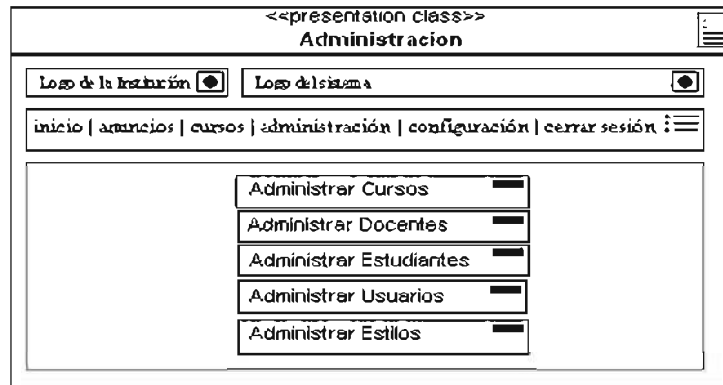 <<presentation class>>
Administracion
Logo de la Institución
Logo del sistema
inicio | anuncios | cursos | administración | configuración | cerrar sesión
Administrar Cursos
Administrar Docentes
Administrar Estudiantes
Administrar Usuarios
Administrar Estilos